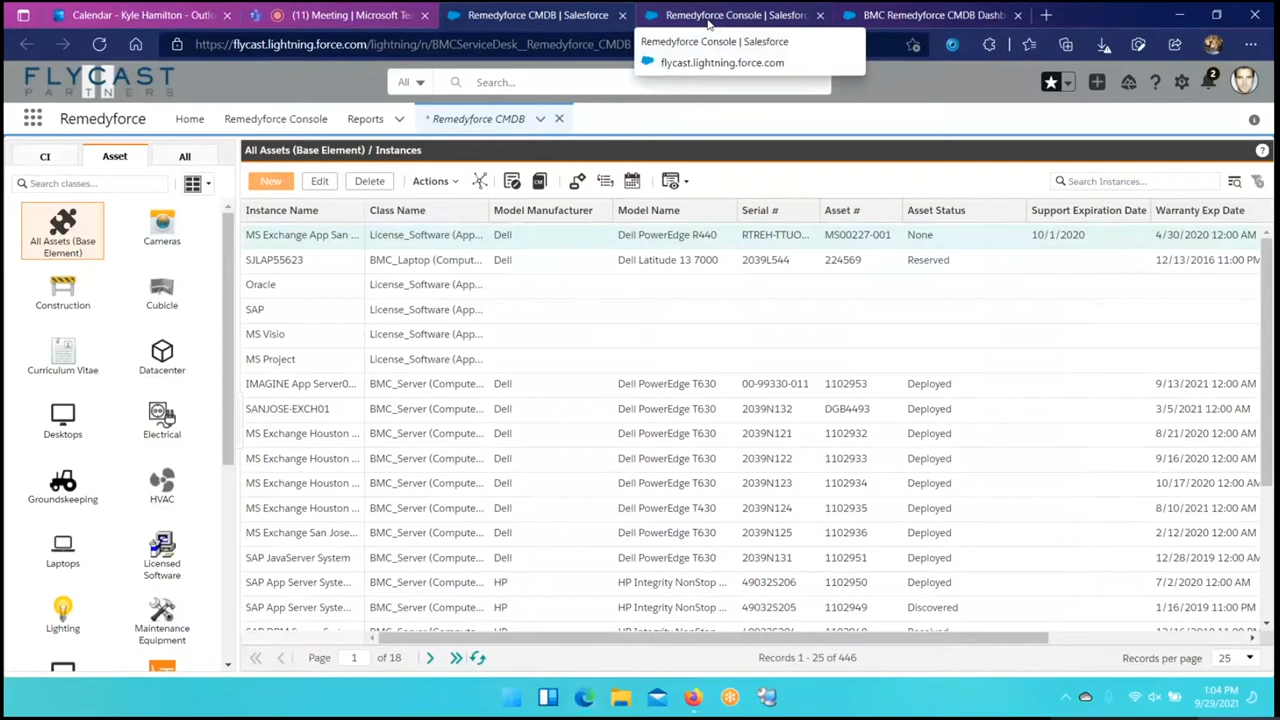 Calendar - Kyle Hamilton - Outlo
(11) Meeting | Microsoft Te
Remedyforce CMDB | Salesforce
Remedyforce Console | Salesfor
BMC Remedyforce CMDB Dashb
https://flycast.lightning.force.com/lightning/n/BMCServiceDesk__Remedyforce_CMDB
Remedyforce Console | Salesforce
flycast.lightning.force.com
FLYCAST
PARTNERS
All
Search...
2
Remedyforce
Home
Remedyforce Console
Reports
* Remedyforce CMDB
CI
Asset
All
All Assets (Base Element) / Instances
Search classes...
New
Edit
Delete
Actions
Search Instances...
Instance Name Class Name Model Manufacturer Model Name Serial # Asset # Asset Status Support Expiration Date Warranty Exp Date
MS Exchange App San ... License_Software (App... Dell Dell PowerEdge R440 RTREH-TTUO... MS00227-001 None 10/1/2020 4/30/2020 12:00 AM
SJLAP55623 BMC_Laptop (Comput... Dell Dell Latitude 13 7000 2039L544 224569 Reserved 12/13/2016 11:00 PM
Oracle License_Software (App...
SAP License_Software (App...
MS Visio License_Software (App...
MS Project License_Software (App...
IMAGINE App Server0... BMC_Server (Compute... Dell Dell PowerEdge T630 00-99330-011 1102953 Deployed 9/13/2021 12:00 AM
SANJOSE-EXCH01 BMC_Server (Compute... Dell Dell PowerEdge T630 2039N132 DGB4493 Deployed 3/5/2021 12:00 AM
MS Exchange Houston ... BMC_Server (Compute... Dell Dell PowerEdge T630 2039N121 1102932 Deployed 8/21/2020 12:00 AM
MS Exchange Houston ... BMC_Server (Compute... Dell Dell PowerEdge T630 2039N122 1102933 Deployed 9/16/2020 12:00 AM
MS Exchange Houston ... BMC_Server (Compute... Dell Dell PowerEdge T630 2039N123 1102934 Deployed 10/17/2020 12:00 AM
MS Exchange Houston ... BMC_Server (Compute... Dell Dell PowerEdge T430 2039N124 1102935 Deployed 8/10/2021 12:00 AM
MS Exchange San Jose... BMC_Server (Compute... Dell Dell PowerEdge T630 2039N125 1102936 Deployed 2/12/2020 12:00 AM
SAP JavaServer System BMC_Server (Compute... Dell Dell PowerEdge T630 2039N131 1102951 Deployed 12/28/2019 12:00 AM
SAP App Server Syste... BMC_Server (Compute... HP HP Integrity NonStop ... 49032S206 1102950 Deployed 7/2/2020 12:00 AM
SAP App Server Syste... BMC_Server (Compute... HP HP Integrity NonStop ... 49032S205 1102949 Discovered 1/16/2019 11:00 PM
All Assets (Base Element)
Cameras
Construction
Cubicle
Curriculum Vitae
Datacenter
Desktops
Electrical
Groundskeeping
HVAC
Laptops
Licensed Software
Lighting
Maintenance Equipment
Page 1 of 18
Records 1 - 25 of 446
Records per page 25
1:04 PM
9/29/2021